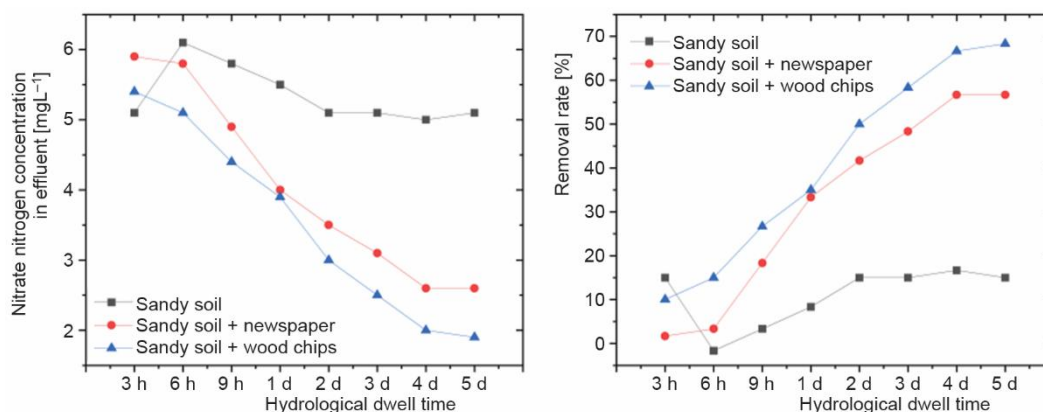 Nitrate nitrogen concentration
in effluent [mgL⁻¹]
6
5
4
3
2
Sandy soil
Sandy soil + newspaper
Sandy soil + wood chips
3 h 6 h 9 h 1 d 2 d 3 d 4 d 5 d
Hydrological dwell time
Removal rate [%]
70
60
50
40
30
20
10
0
Sandy soil
Sandy soil + newspaper
Sandy soil + wood chips
3 h 6 h 9 h 1 d 2 d 3 d 4 d 5 d
Hydrological dwell time